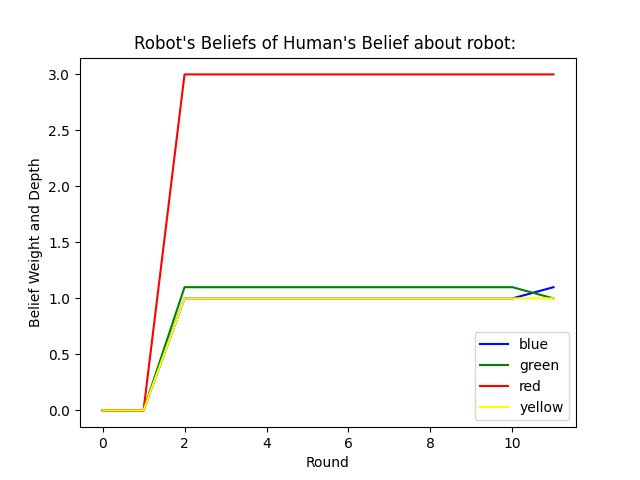 Robot's Beliefs of Human's Belief about robot:
Belief Weight and Depth
3.0
2.5
2.0
1.5
1.0
0.5
0.0
blue
green
red
yellow
0 2 4 6 8 10
Round